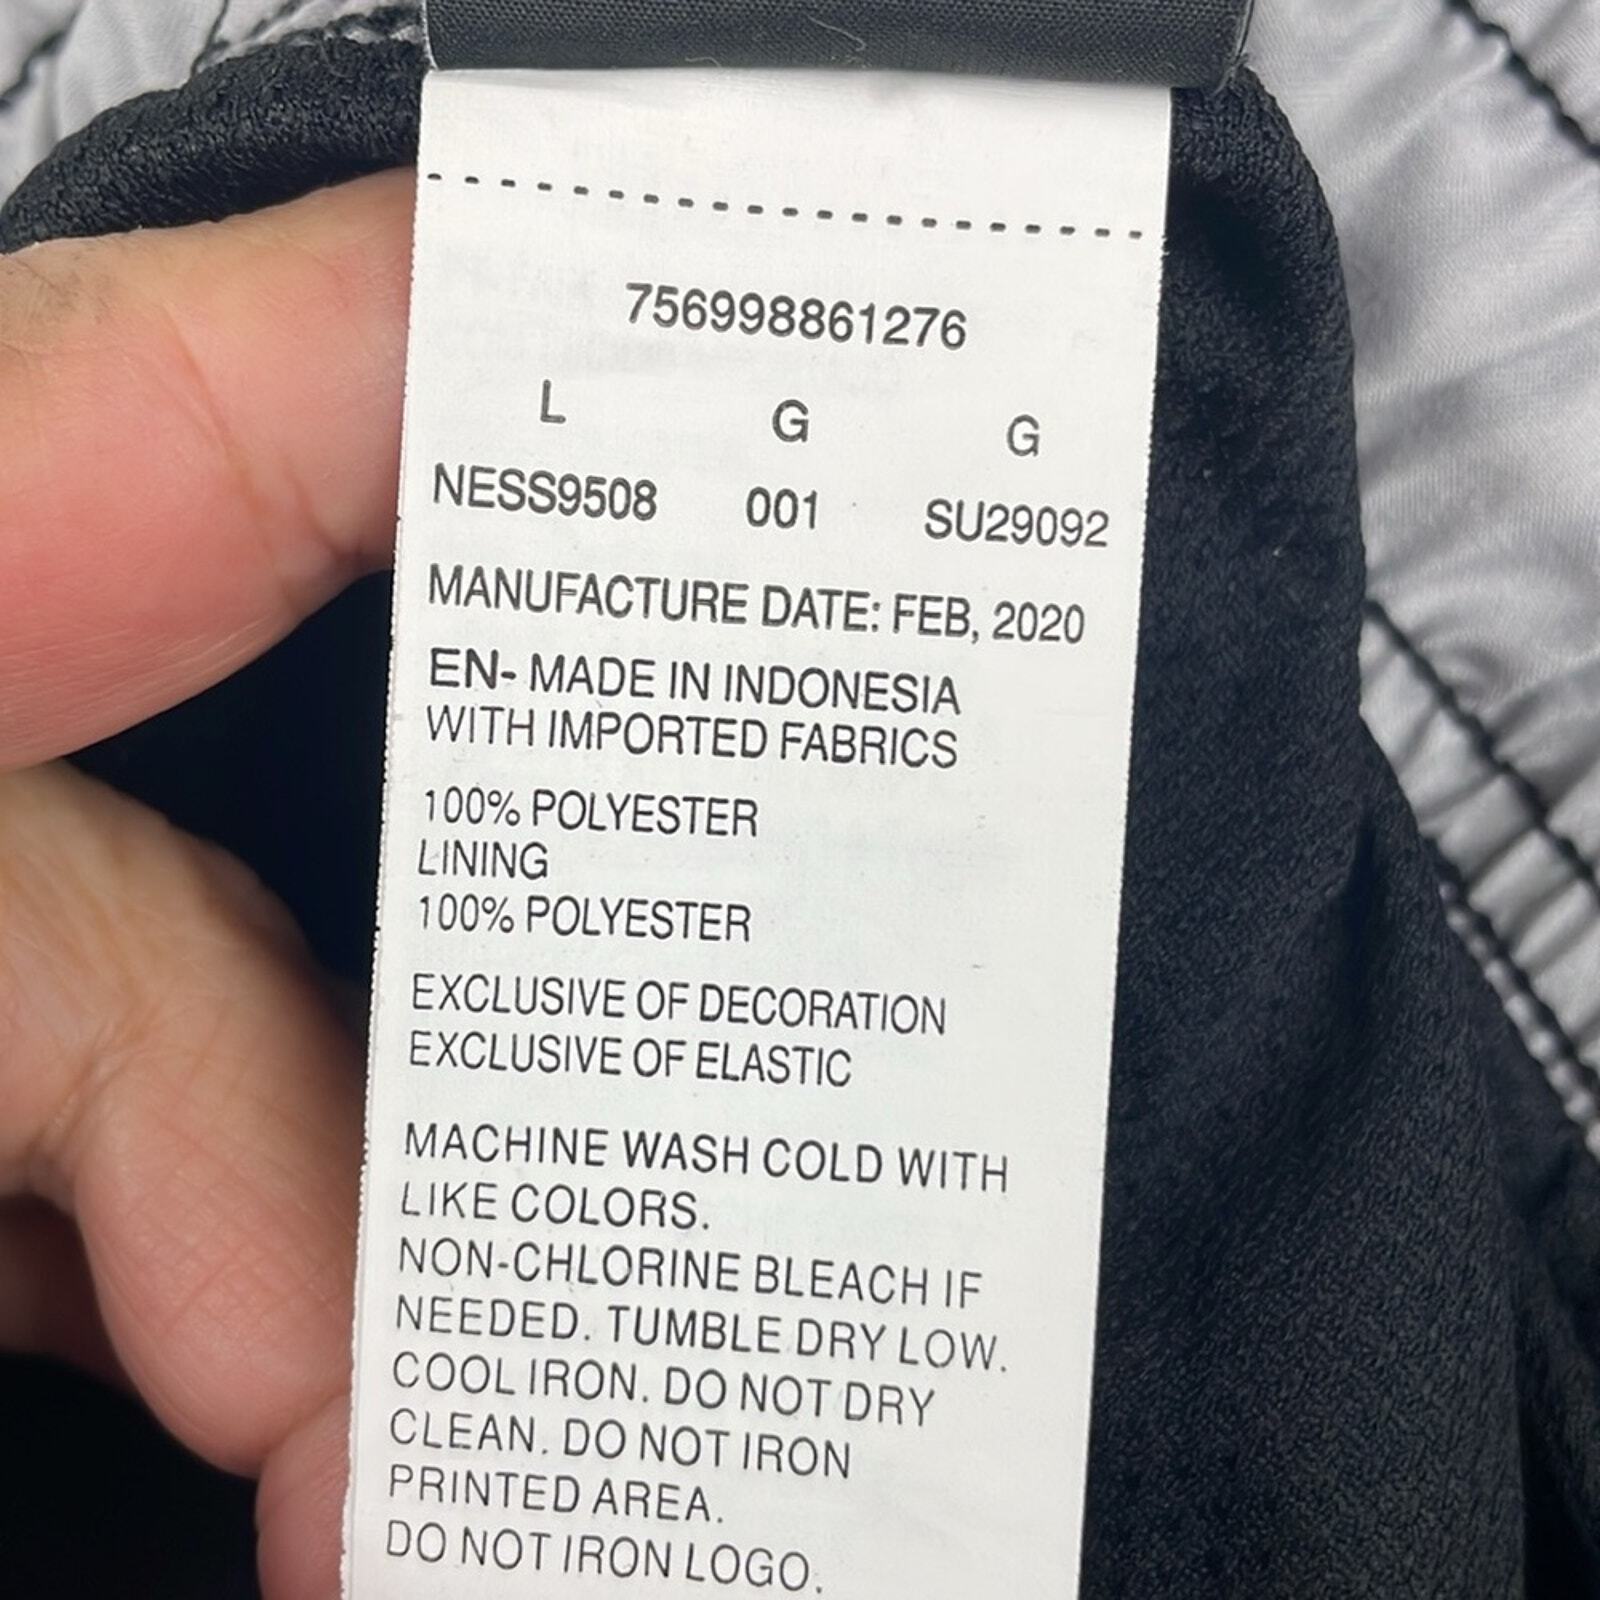 756998861276
L G G
NESS9508 001 SU29092
MANUFACTURE DATE: FEB, 2020
EN- MADE IN INDONESIA
WITH IMPORTED FABRICS
100% POLYESTER
LINING
100% POLYESTER
EXCLUSIVE OF DECORATION
EXCLUSIVE OF ELASTIC
MACHINE WASH COLD WITH
LIKE COLORS.
NON-CHLORINE BLEACH IF
NEEDED. TUMBLE DRY LOW.
COOL IRON. DO NOT DRY
CLEAN. DO NOT IRON
PRINTED AREA.
DO NOT IRON LOGO.